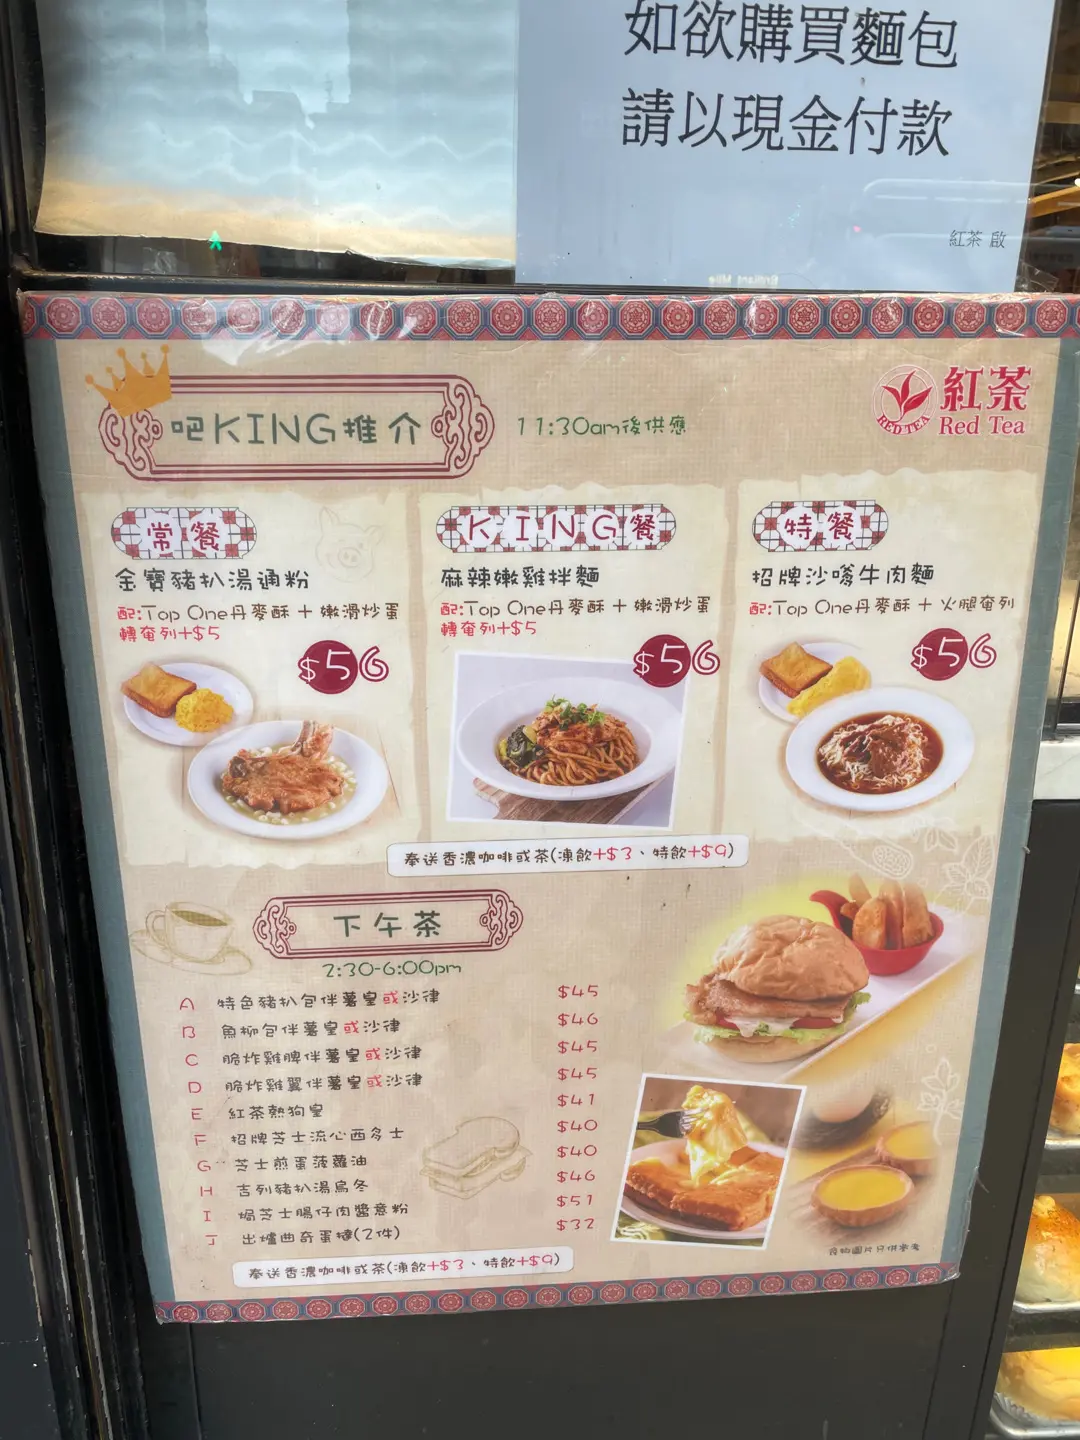 如欲購買麵包
請以現金付款
紅茶 啟
吧KING推介
11:30am後供應
紅茶
RED TEA
Red Tea
常餐
金寶豬扒湯通粉
配:Top One丹麥酥 + 嫩滑炒蛋
轉奄列+$5
$56
KING餐
麻辣嫩雞拌麵
配:Top One丹麥酥 + 嫩滑炒蛋
轉奄列+$5
$56
特餐
招牌沙嗲牛肉麵
配:Top One丹麥酥 + 火腿奄列
$56
奉送香濃咖啡或茶(凍飲+$3、特飲+$9)
下午茶
2:30-6:00pm
A 特色豬扒包伴薯皇或沙律 $45
B 魚柳包伴薯皇或沙律 $46
C 脆炸雞髀伴薯皇或沙律 $45
D 脆炸雞翼伴薯皇或沙律 $45
E 紅茶熱狗皇 $41
F 招牌芝士流心西多士 $40
G 芝士煎蛋菠蘿油 $40
H 吉列豬扒湯烏冬 $46
I 焗芝士腸仔肉醬意粉 $51
J 出爐曲奇蛋撻(2件) $32
奉送香濃咖啡或茶(凍飲+$3、特飲+$9)
食物圖片只供參考